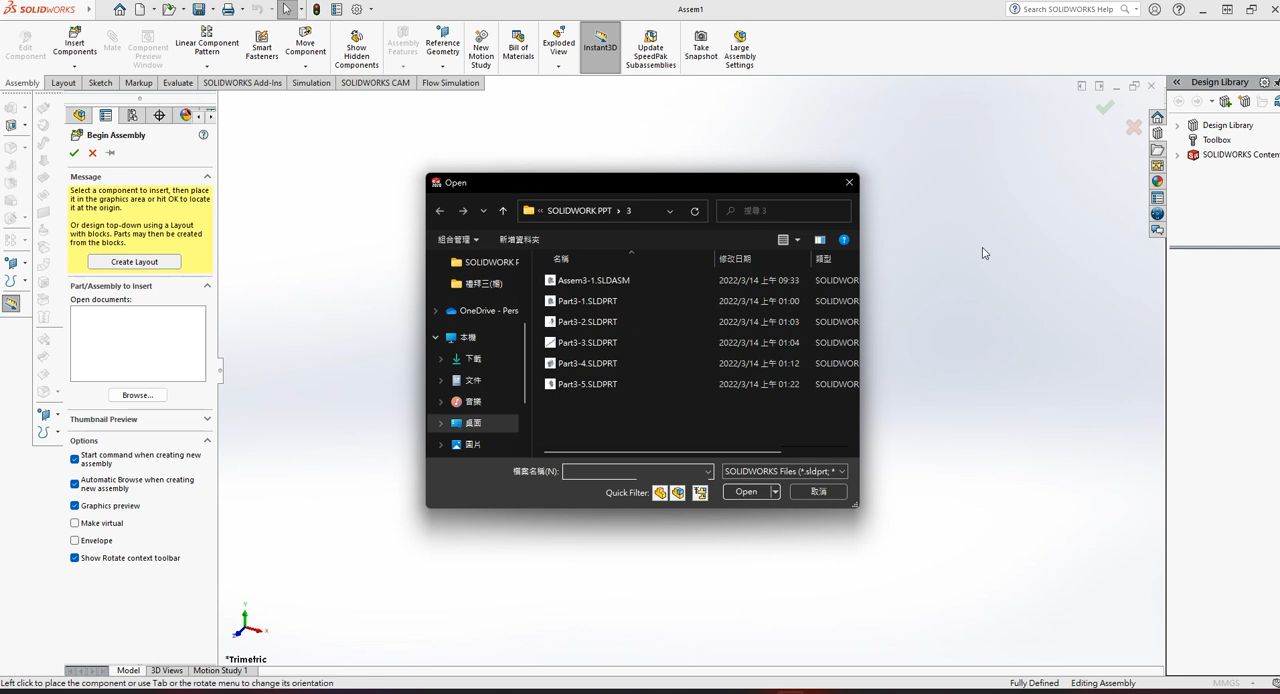 SOLIDWORKS
Assem1
Search SOLIDWORKS Help
Edit Component
Insert Components
Mate
Component Preview Window
Linear Component Pattern
Smart Fasteners
Move Component
Show Hidden Components
Assembly Features
Reference Geometry
New Motion Study
Bill of Materials
Exploded View
Instant3D
Update SpeedPak Subassemblies
Take Snapshot
Large Assembly Settings
Assembly Layout Sketch Markup Evaluate SOLIDWORKS Add-Ins Simulation SOLIDWORKS CAM Flow Simulation
Begin Assembly
Message
Select a component to insert, then place
it in the graphics area or hit OK to locate
it at the origin.
Or design top-down using a Layout
with blocks. Parts may then be created
from the blocks.
Create Layout
Part/Assembly to Insert
Open documents:
Browse...
Thumbnail Preview
Options
Start command when creating new
assembly
Automatic Browse when creating
new assembly
Graphics preview
Make virtual
Envelope
Show Rotate context toolbar
Open
« SOLIDWORK PPT › 3
搜尋 3
組合管理 新增資料夾
名稱 修改日期 類型
SOLIDWORK P
禮拜三(晚)
OneDrive - Pers
本機
下載
文件
音樂
桌面
圖片
Assem3-1.SLDASM 2022/3/14 上午 09:33 SOLIDWOR
Part3-1.SLDPRT 2022/3/14 上午 01:00 SOLIDWOR
Part3-2.SLDPRT 2022/3/14 上午 01:03 SOLIDWOR
Part3-3.SLDPRT 2022/3/14 上午 01:04 SOLIDWOR
Part3-4.SLDPRT 2022/3/14 上午 01:12 SOLIDWOR
Part3-5.SLDPRT 2022/3/14 上午 01:22 SOLIDWOR
檔案名稱(N): SOLIDWORKS Files (*.sldprt; *
Quick Filter: Open 取消
Design Library
Design Library
Toolbox
SOLIDWORKS Conten
Y
X
Z
*Trimetric
Model 3D Views Motion Study 1
Left click to place the component or use Tab or the rotate menu to change its orientation
Fully Defined Editing Assembly MMGS